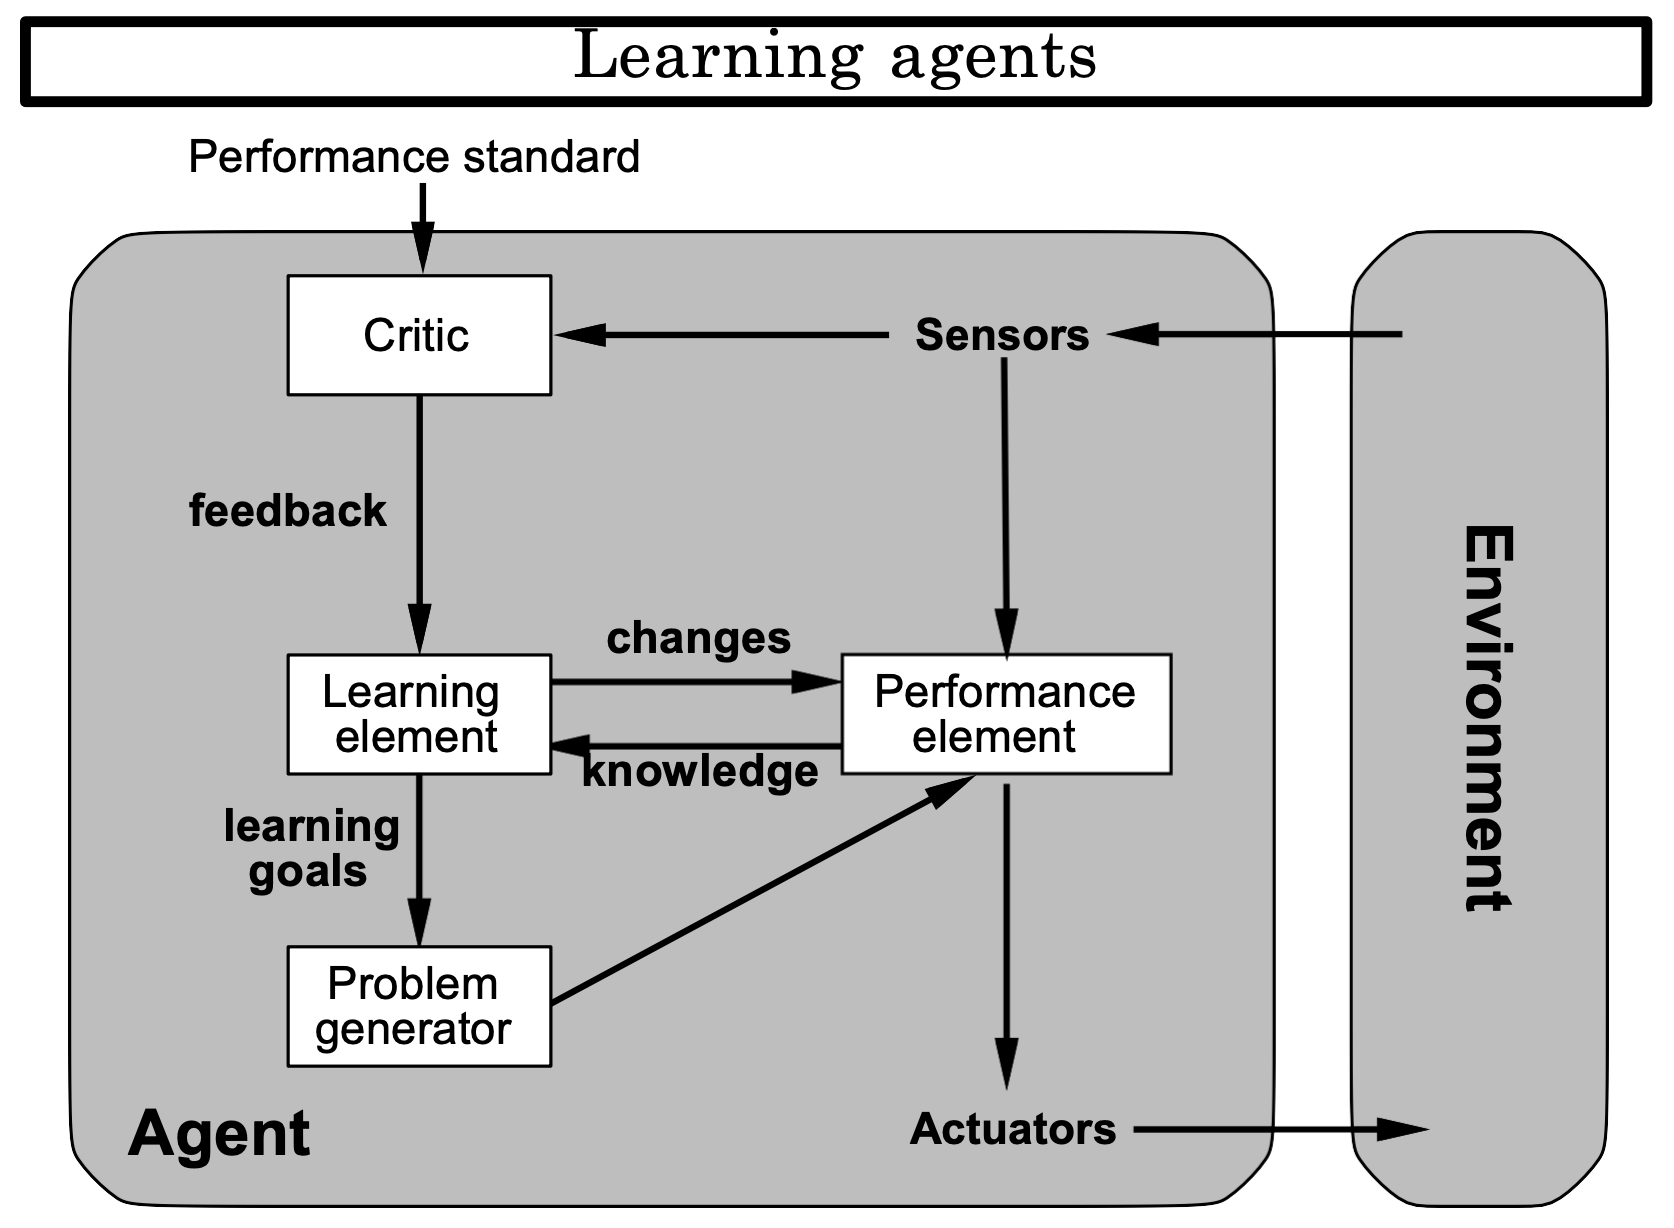 Learning agents
Performance standard
Critic
Sensors
feedback
changes
Learning
element
Performance
element
knowledge
learning
goals
Problem
generator
Agent
Actuators
Environment